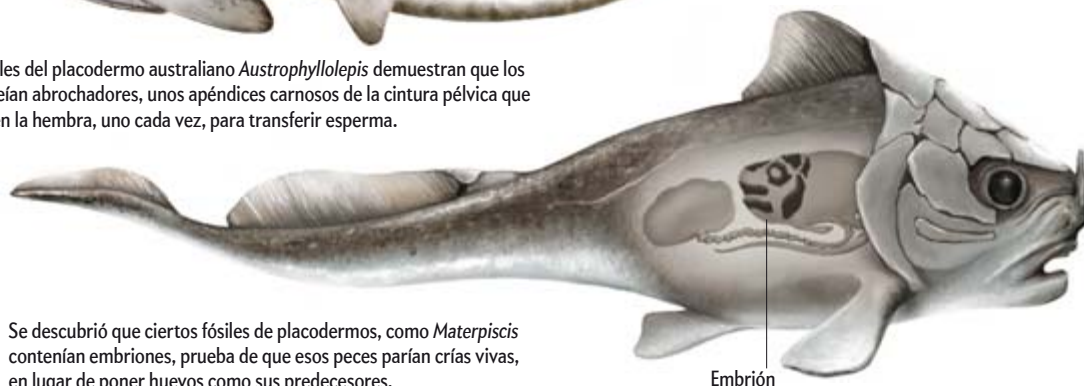 les del placodermo australiano Austrophyllolepis demuestran que los
eían abrochadores, unos apéndices carnosos de la cintura pélvica que
en la hembra, uno cada vez, para transferir esperma.
Se descubrió que ciertos fósiles de placodermos, como Materpiscis
contenían embriones, prueba de que esos peces parían crías vivas,
en lugar de poner huevos como sus predecesores.
Embrión